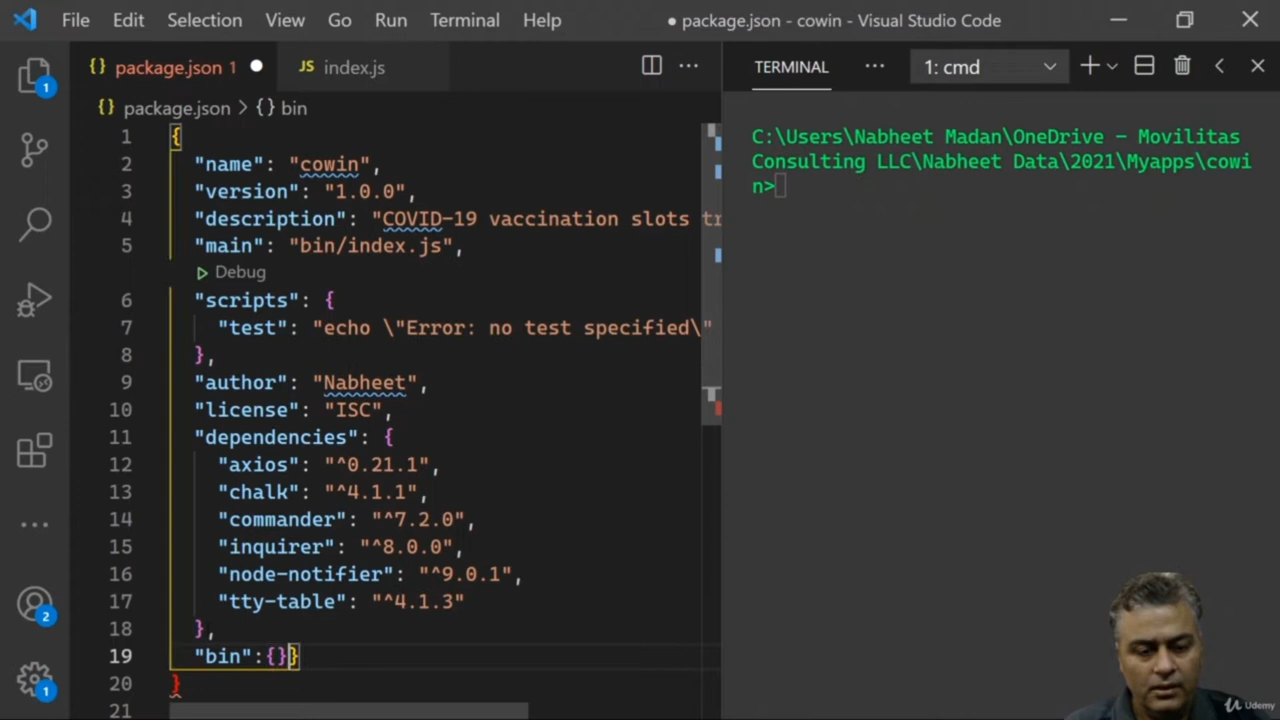 File Edit Selection View Go Run Terminal Help ● package.json - cowin - Visual Studio Code
{} package.json 1 ● JS index.js
TERMINAL ... 1: cmd
{} package.json > {} bin
1 {
2 "name": "cowin",
3 "version": "1.0.0",
4 "description": "COVID-19 vaccination slots tr
5 "main": "bin/index.js",
Debug
6 "scripts": {
7 "test": "echo \"Error: no test specified\"
8 },
9 "author": "Nabheet",
10 "license": "ISC",
11 "dependencies": {
12 "axios": "^0.21.1",
13 "chalk": "^4.1.1",
14 "commander": "^7.2.0",
15 "inquirer": "^8.0.0",
16 "node-notifier": "^9.0.1",
17 "tty-table": "^4.1.3"
18 },
19 "bin":{}}
20 }
21
C:\Users\Nabheet Madan\OneDrive - Movilitas
Consulting LLC\Nabheet Data\2021\Myapps\cowi
n>
1
2
1
Udemy